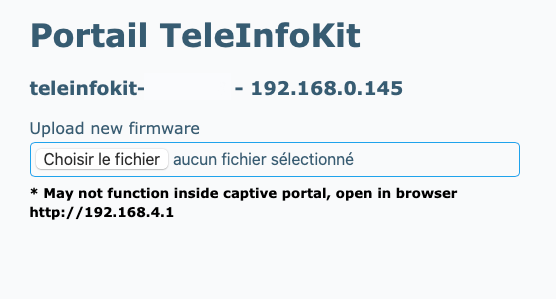 Portail TeleInfoKit
teleinfokit- - 192.168.0.145
Upload new firmware
Choisir le fichier aucun fichier sélectionné
* May not function inside captive portal, open in browser
http://192.168.4.1